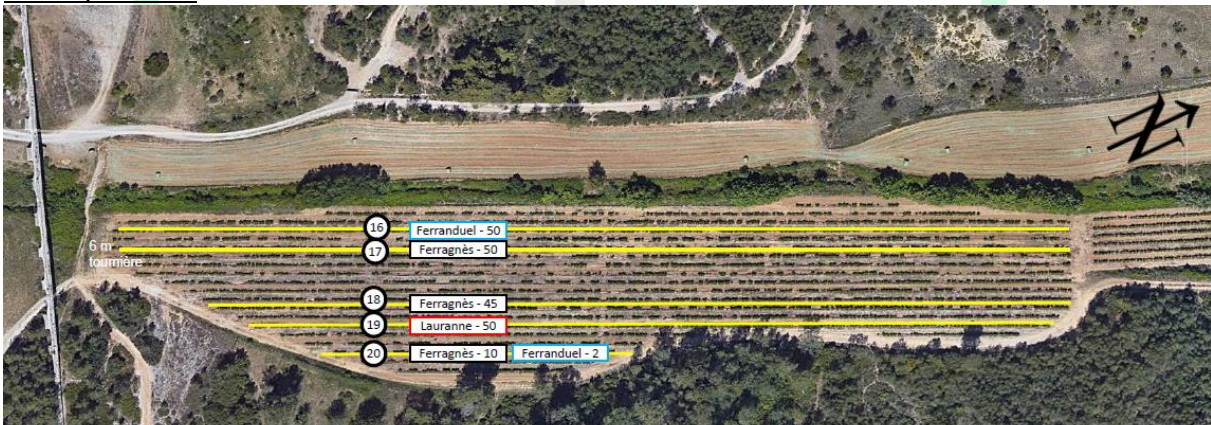 16 Ferranduel - 50
17 Ferragnès - 50
6 m
tournière
18 Ferragnès - 45
19 Lauranne - 50
20 Ferragnès - 10 Ferranduel - 2
N